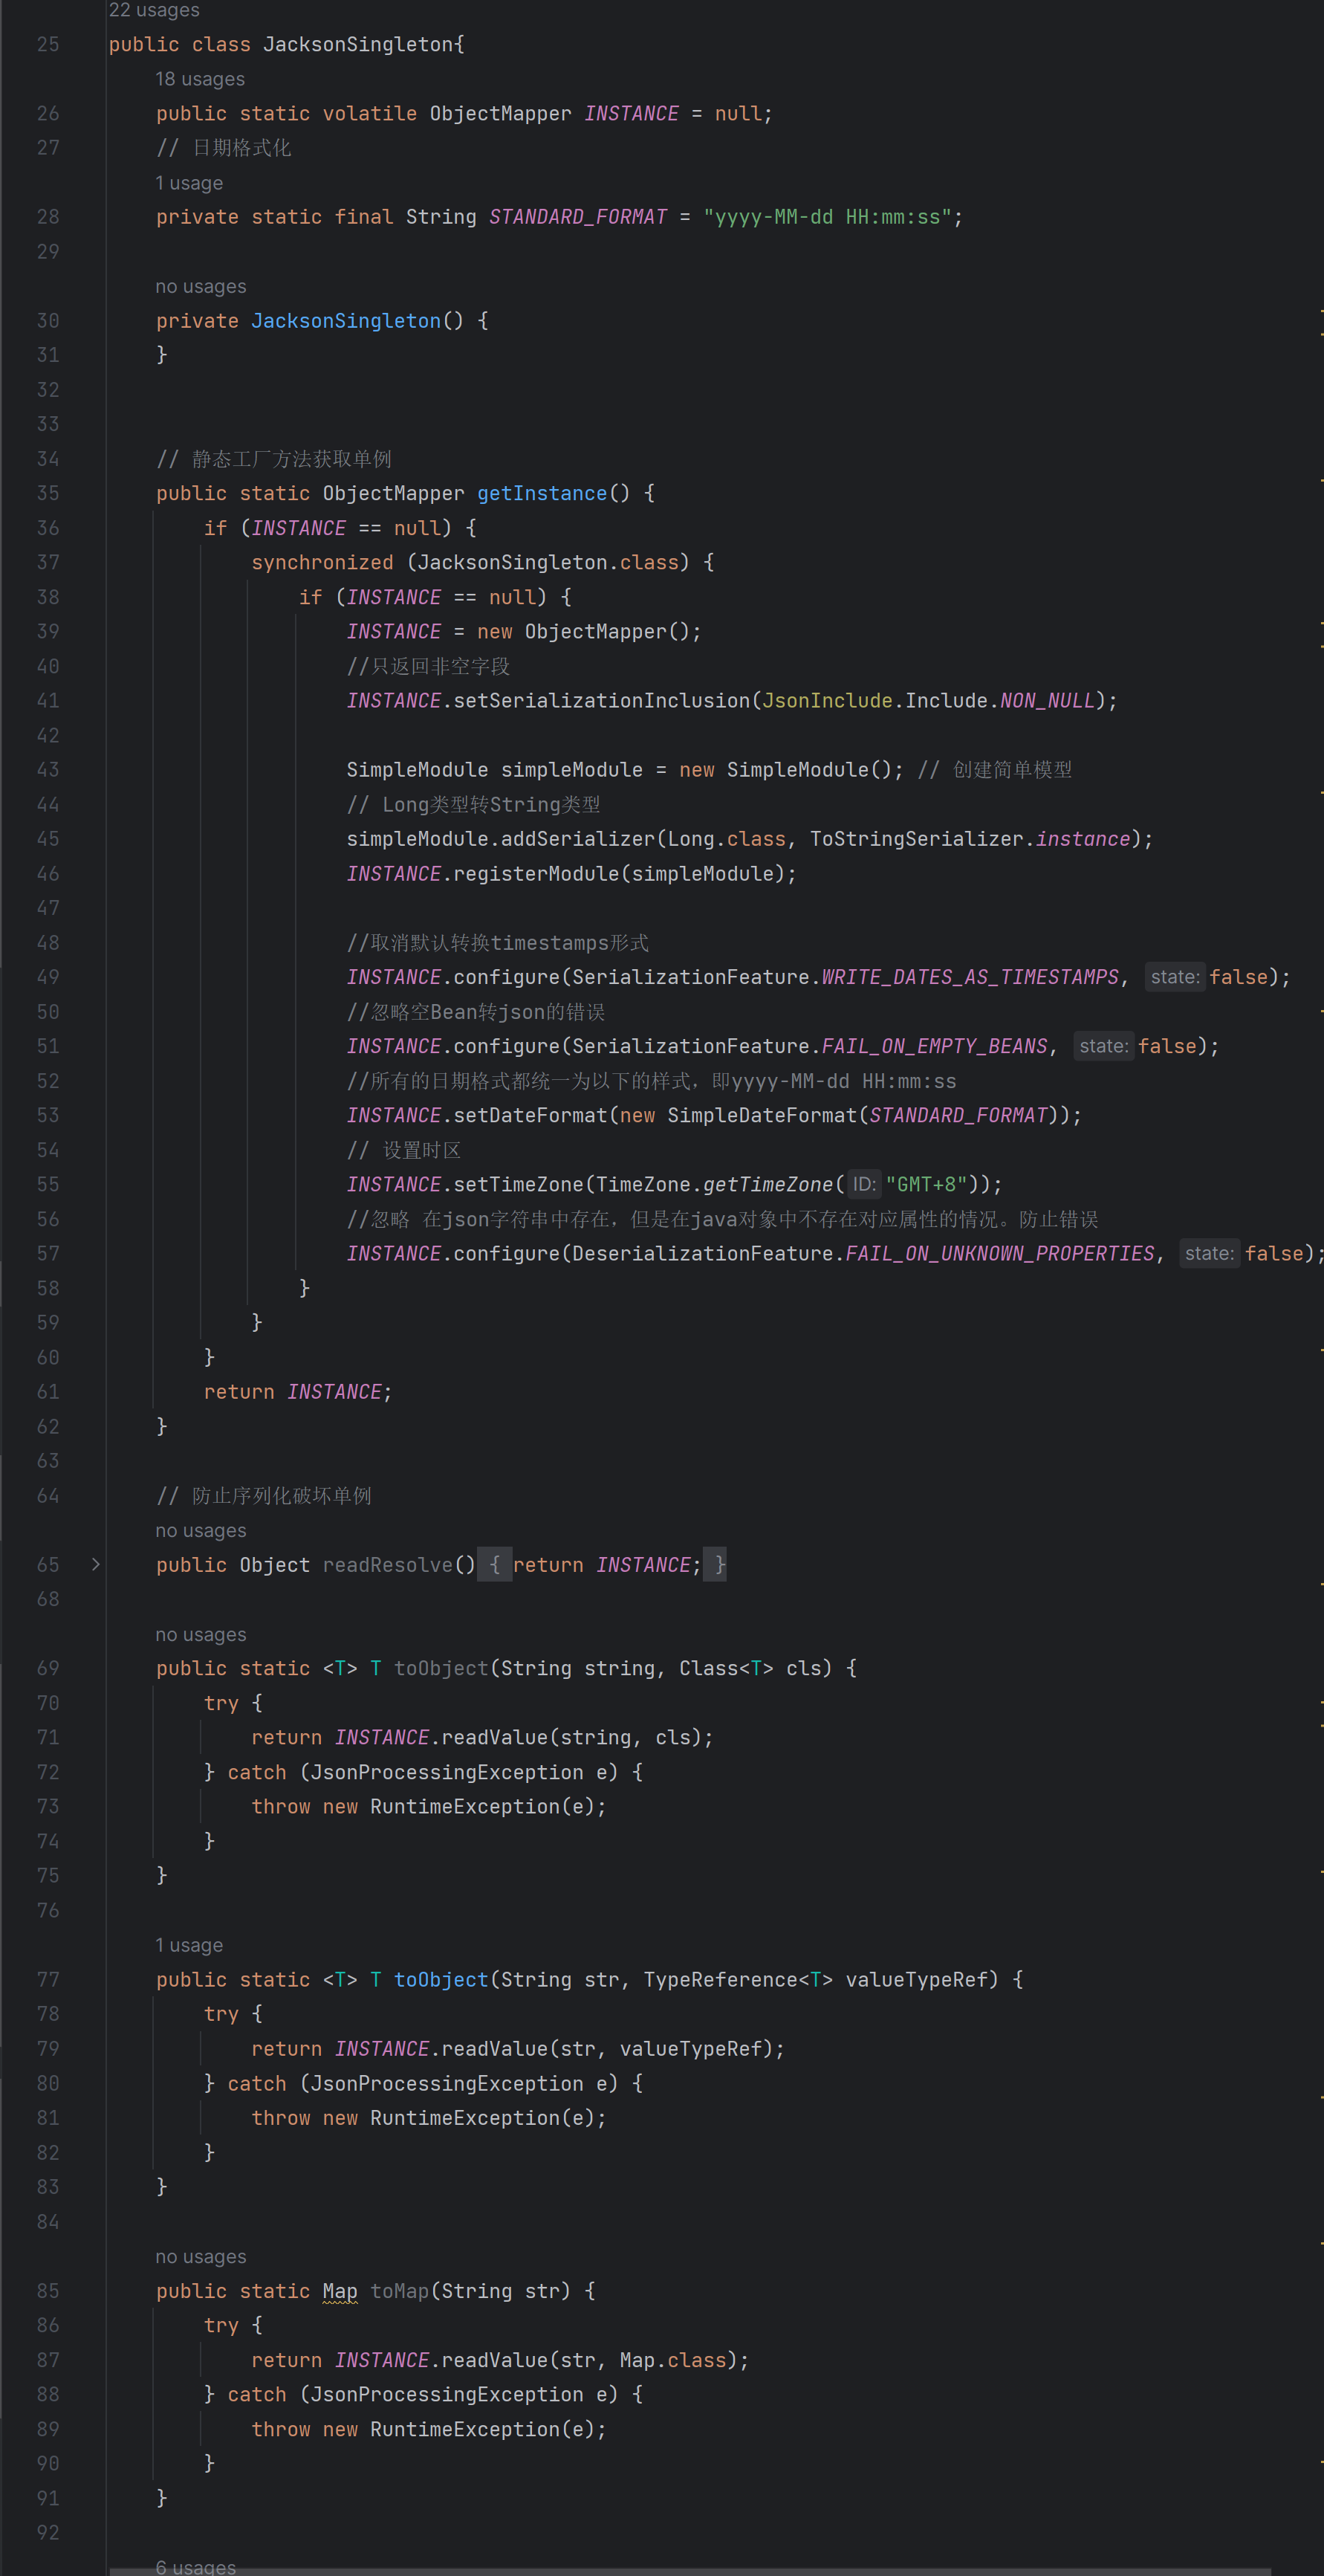 22 usages
25 public class JacksonSingleton{
18 usages
26 public static volatile ObjectMapper INSTANCE = null;
27 // 日期格式化
1 usage
28 private static final String STANDARD_FORMAT = "yyyy-MM-dd HH:mm:ss";
29
no usages
30 private JacksonSingleton() {
31 }
32
33
34 // 静态工厂方法获取单例
35 public static ObjectMapper getInstance() {
36 if (INSTANCE == null) {
37 synchronized (JacksonSingleton.class) {
38 if (INSTANCE == null) {
39 INSTANCE = new ObjectMapper();
40 //只返回非空字段
41 INSTANCE.setSerializationInclusion(JsonInclude.Include.NON_NULL);
42
43 SimpleModule simpleModule = new SimpleModule(); // 创建简单模型
44 // Long类型转String类型
45 simpleModule.addSerializer(Long.class, ToStringSerializer.instance);
46 INSTANCE.registerModule(simpleModule);
47
48 //取消默认转换timestamps形式
49 INSTANCE.configure(SerializationFeature.WRITE_DATES_AS_TIMESTAMPS, state: false);
50 //忽略空Bean转json的错误
51 INSTANCE.configure(SerializationFeature.FAIL_ON_EMPTY_BEANS, state: false);
52 //所有的日期格式都统一为以下的样式，即yyyy-MM-dd HH:mm:ss
53 INSTANCE.setDateFormat(new SimpleDateFormat(STANDARD_FORMAT));
54 // 设置时区
55 INSTANCE.setTimeZone(TimeZone.getTimeZone( ID: "GMT+8"));
56 //忽略 在json字符串中存在，但是在java对象中不存在对应属性的情况。防止错误
57 INSTANCE.configure(DeserializationFeature.FAIL_ON_UNKNOWN_PROPERTIES, state: false);
58 }
59 }
60 }
61 return INSTANCE;
62 }
63
64 // 防止序列化破坏单例
no usages
65 public Object readResolve() { return INSTANCE; }
68
no usages
69 public static <T> T toObject(String string, Class<T> cls) {
70 try {
71 return INSTANCE.readValue(string, cls);
72 } catch (JsonProcessingException e) {
73 throw new RuntimeException(e);
74 }
75 }
76
1 usage
77 public static <T> T toObject(String str, TypeReference<T> valueTypeRef) {
78 try {
79 return INSTANCE.readValue(str, valueTypeRef);
80 } catch (JsonProcessingException e) {
81 throw new RuntimeException(e);
82 }
83 }
84
no usages
85 public static Map toMap(String str) {
86 try {
87 return INSTANCE.readValue(str, Map.class);
88 } catch (JsonProcessingException e) {
89 throw new RuntimeException(e);
90 }
91 }
92
6 usages